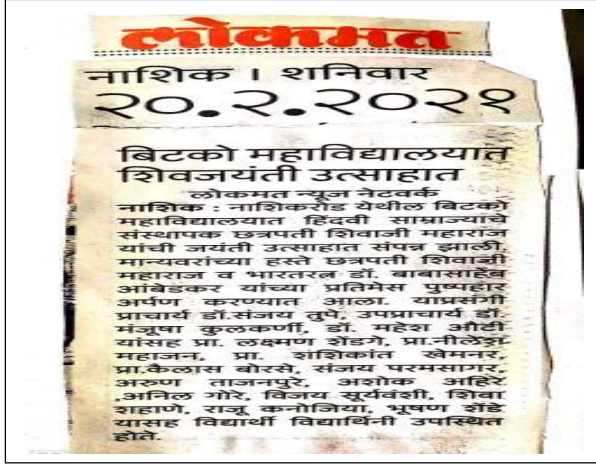 लोकमत
नाशिक । शनिवार
२०.२.२०२१
बिटको महाविद्यालयात
शिवजयंती उत्साहात
लोकमत न्यूज नेटवर्क
नाशिक : नाशिकरोड येथील बिटको
महाविद्यालयात हिंदवी साम्राज्याचे
संस्थापक छत्रपती शिवाजी महाराज
यांची जयंती उत्साहात संपन्न झाली.
मान्यवरांच्या हस्ते छत्रपती शिवाजी
महाराज व भारतरत्न डॉ. बाबासाहेब
आंबेडकर यांच्या प्रतिमेस पुष्पहार
अर्पण करण्यात आला. याप्रसंगी
प्राचार्य डॉ.संजय तुपे, उपप्राचार्य डॉ.
मंजूषा कुलकर्णी, डॉ. महेश औटी
यांसह प्रा. लक्ष्मण शेंडगे, प्रा.नीलेश
महाजन, प्रा. शशिकांत खेमनर,
प्रा.कैलास बोरसे, संजय परमसागर,
अरुण ताजनपुरे, अशोक अहिरे
,अनिल गोरे, विजय सूर्यवंशी, शिवा
शहाणे, राजू कनोजिया, भूषण शेंडे
यासह विद्यार्थी विद्यार्थिनी उपस्थित
होते.